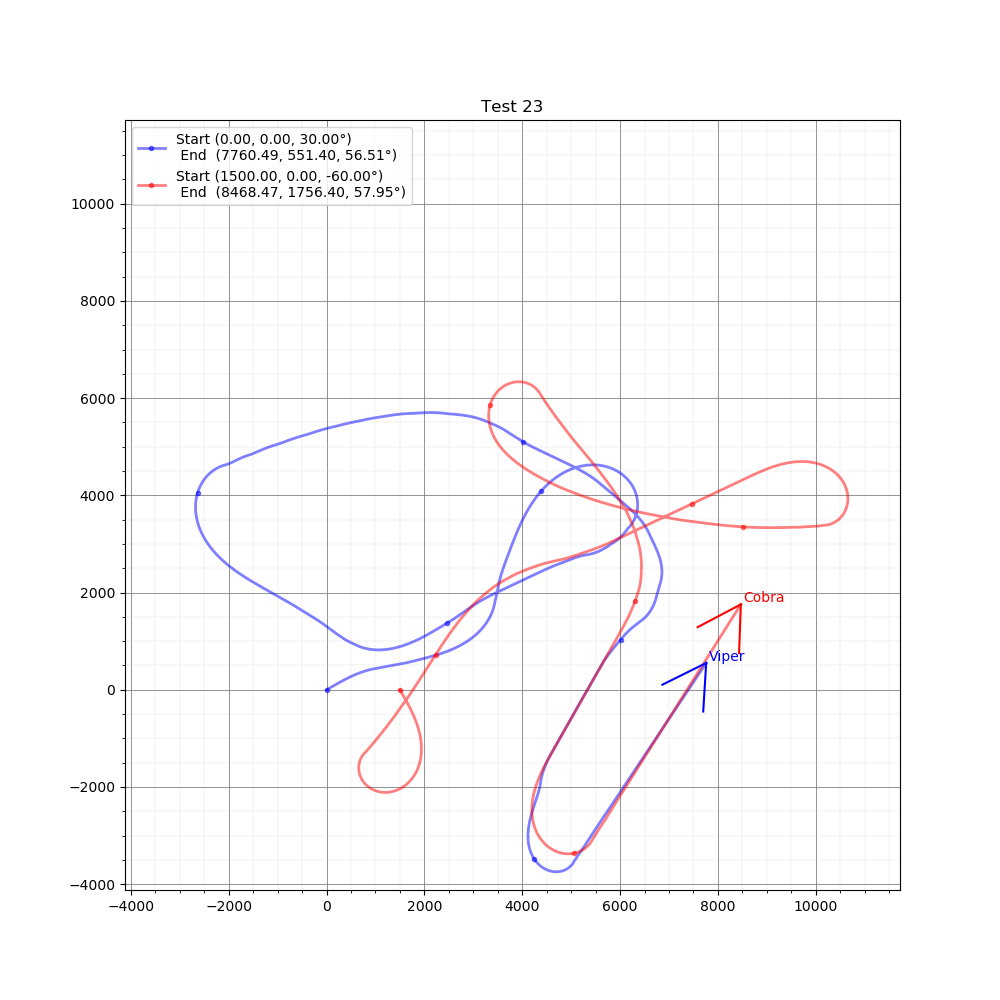 Test 23
Start (0.00, 0.00, 30.00°)
End (7760.49, 551.40, 56.51°)
Start (1500.00, 0.00, -60.00°)
End (8468.47, 1756.40, 57.95°)
10000
8000
6000
4000
2000
0
−2000
−4000
Cobra
Viper
−4000 −2000 0 2000 4000 6000 8000 10000